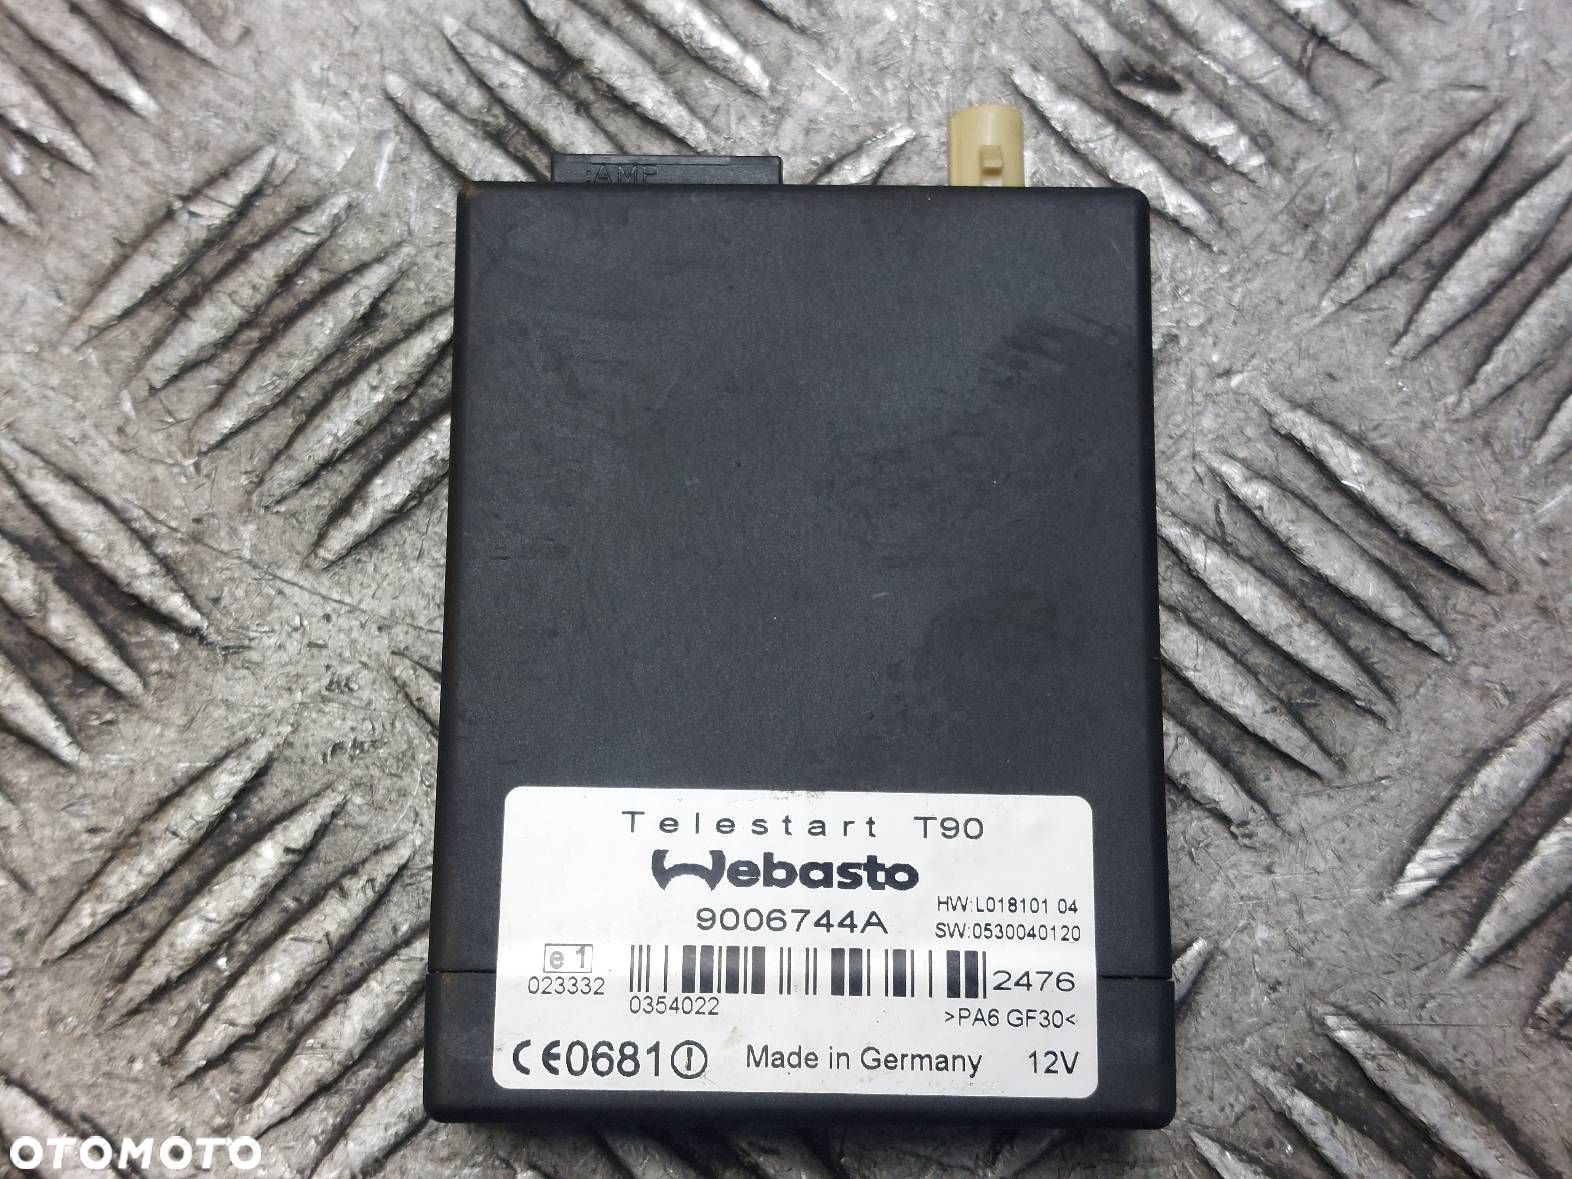 :AMP
Telestart T90
Webasto
9006744A
HW:L018101 04
SW:0530040120
e1
023332
0354022
2476
>PA6 GF30<
CE0681
Made in Germany
12V
OTOMOTO